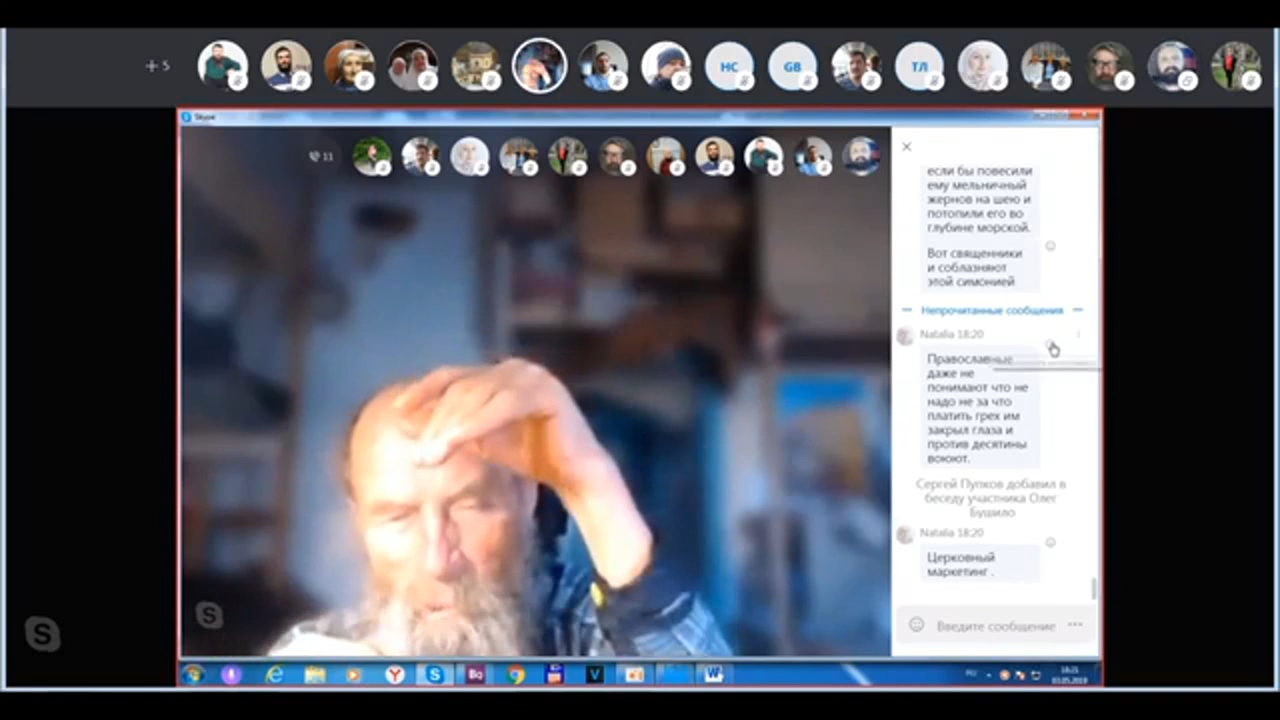 + 5
НС
GB
ТЛ
Skype
11
если бы повесили
ему мельничный
жернов на шею и
потопили его во
глубине морской.
Вот священники
и соблазняют
этой симонией
Непрочитанные сообщения
Natalia 18:20
Православные
даже не
понимают что не
надо не за что
платить грех им
закрыл глаза и
против десятины
воюют.
Сергей Пупков добавил в
беседу участника Олег
Бушило
Natalia 18:20
Церковный
маркетинг .
Введите сообщение
S
S
Bq
V
W
RU
18:21
03.05.2019